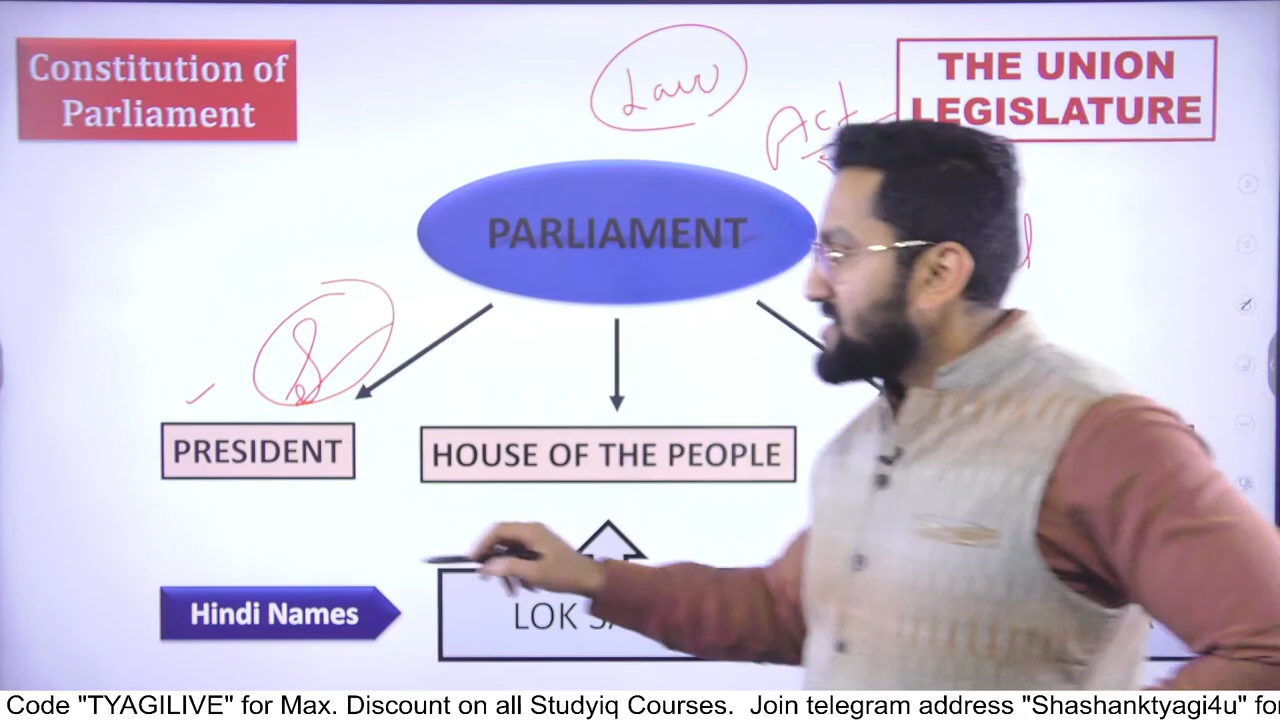 Constitution of
Parliament
Law
Act
THE UNION
LEGISLATURE
PARLIAMENT
PRESIDENT
HOUSE OF THE PEOPLE
Hindi Names
LOK
Code "TYAGILIVE" for Max. Discount on all Studyiq Courses. Join telegram address "Shashanktyagi4u"